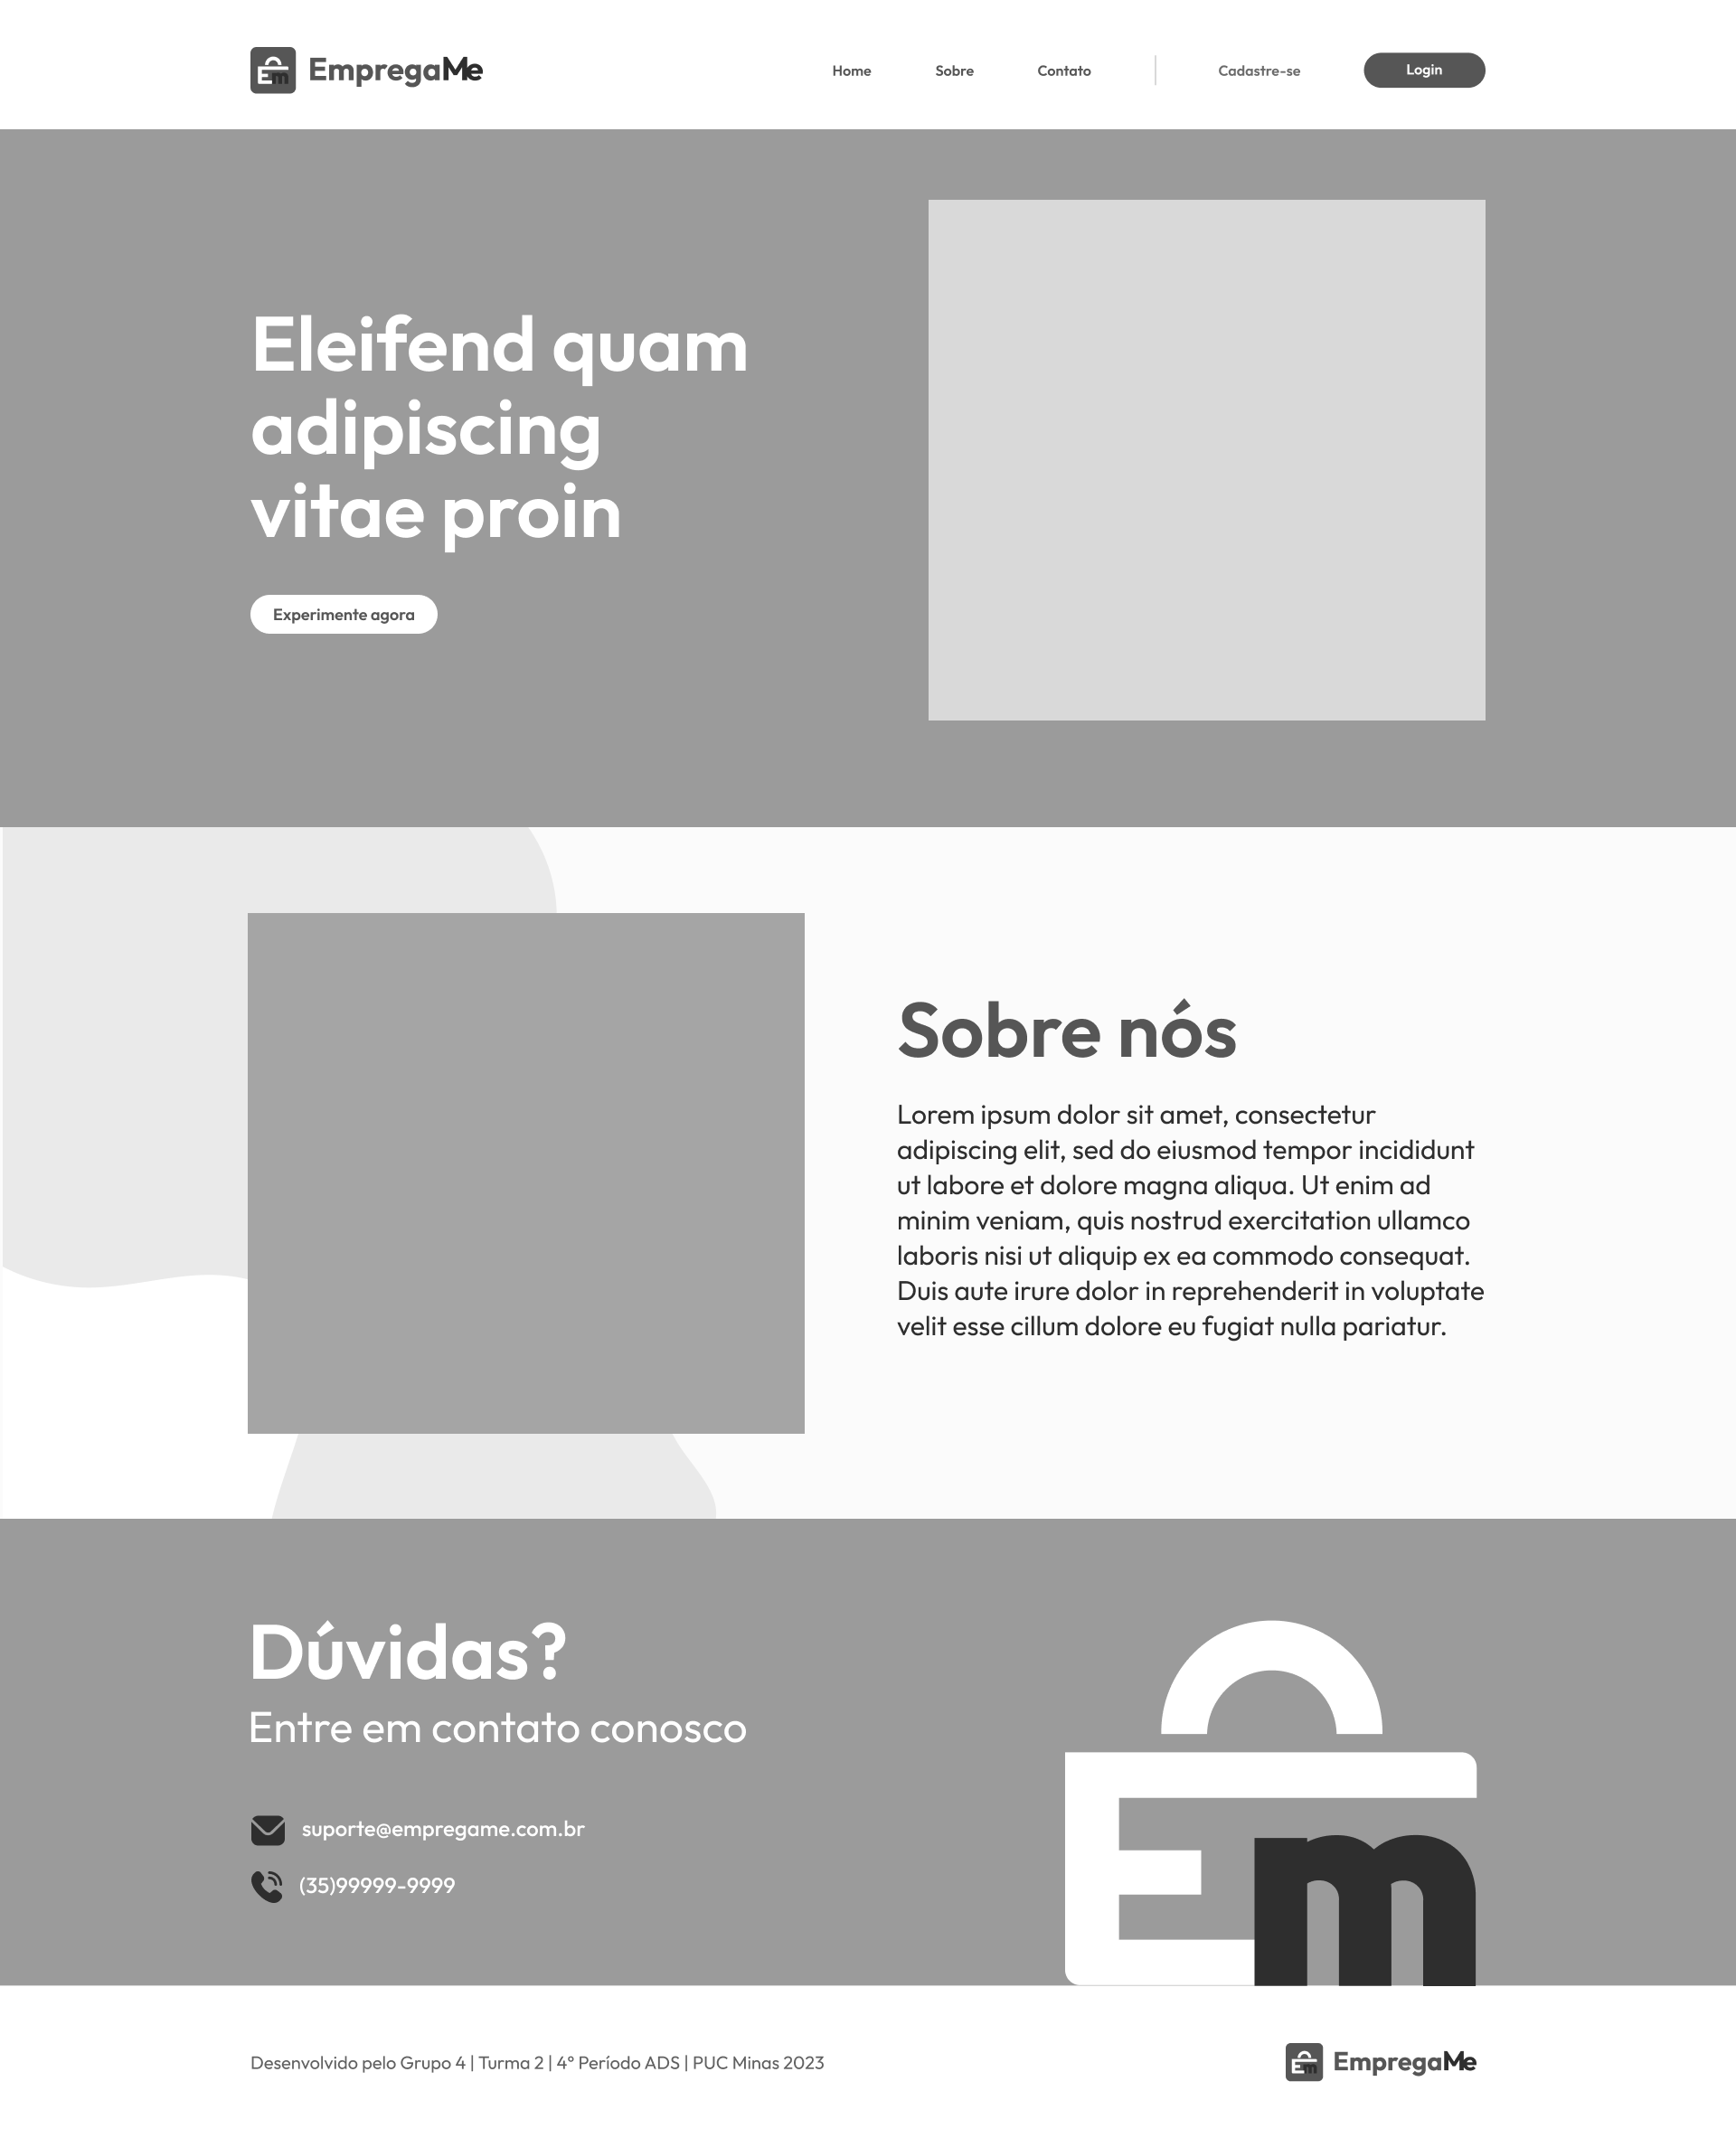 Em EmpregaMe
Home Sobre Contato Cadastre-se Login
Eleifend quam
adipiscing
vitae proin
Experimente agora
Sobre nós
Lorem ipsum dolor sit amet, consectetur
adipiscing elit, sed do eiusmod tempor incididunt
ut labore et dolore magna aliqua. Ut enim ad
minim veniam, quis nostrud exercitation ullamco
laboris nisi ut aliquip ex ea commodo consequat.
Duis aute irure dolor in reprehenderit in voluptate
velit esse cillum dolore eu fugiat nulla pariatur.
Dúvidas?
Entre em contato conosco
suporte@empregame.com.br
(35)99999-9999
Em
Desenvolvido pelo Grupo 4 | Turma 2 | 4° Período ADS | PUC Minas 2023
Em EmpregaMe